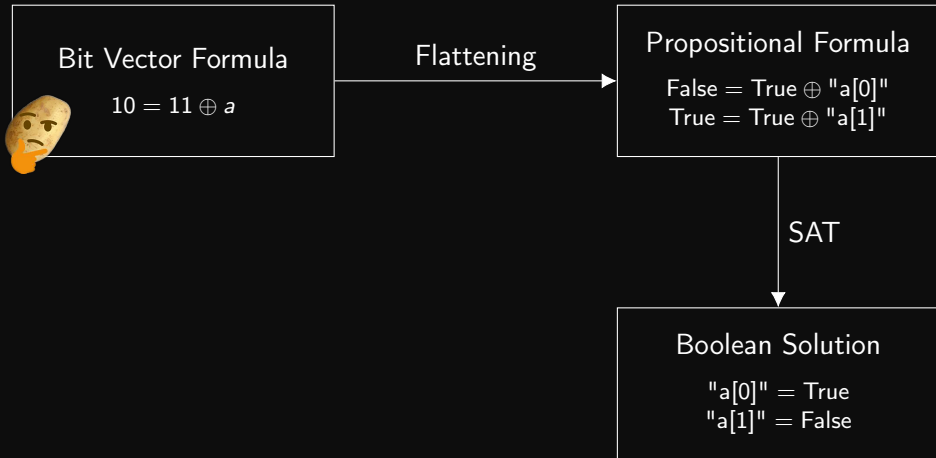 Bit Vector Formula
10 = 11 ⊕ a
Flattening
Propositional Formula
False = True ⊕ "a[0]"
True = True ⊕ "a[1]"
SAT
Boolean Solution
"a[0]" = True
"a[1]" = False